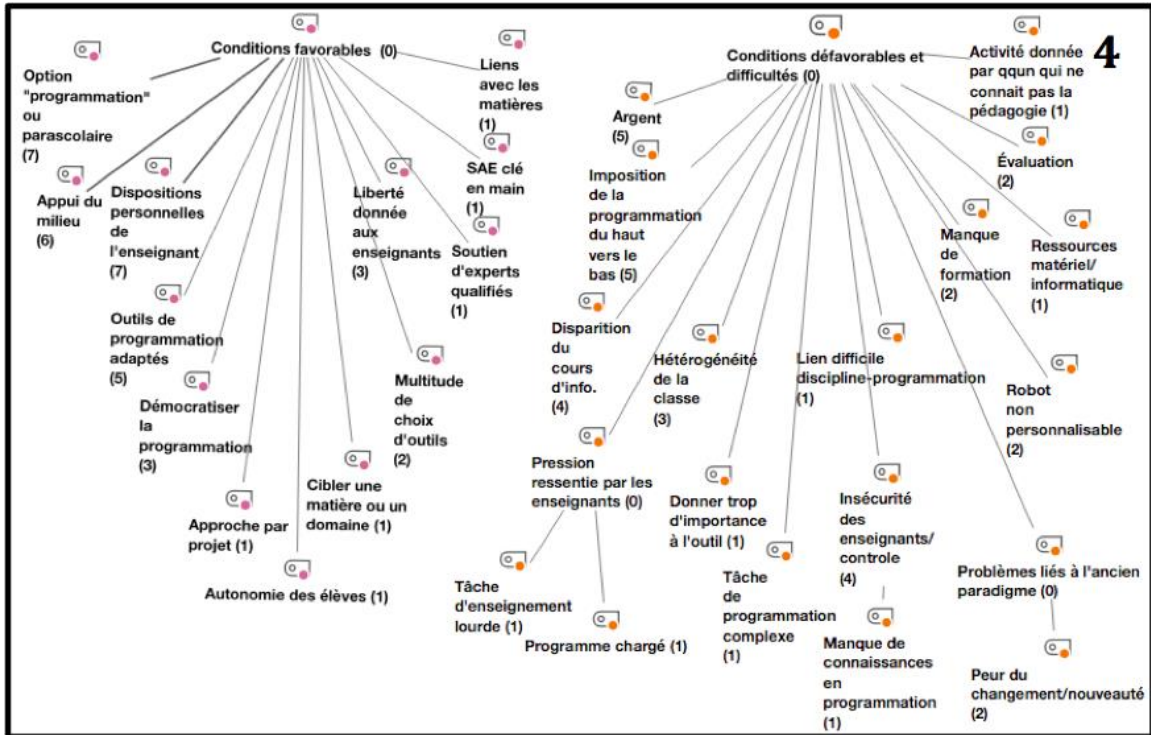 Conditions favorables (0)
Option
"programmation"
ou
parascolaire
(7)
Liens
avec les
matières
(1)
Appui du
milieu
(6)
Dispositions
personnelles
de
l'enseignant
(7)
Liberté
donnée
aux
enseignants
(3)
SAE clé
en main
(1)
Soutien
d'experts
qualifiés
(1)
Outils de
programmation
adaptés
(5)
Démocratiser
la
programmation
(3)
Multitude
de
choix
d'outils
(2)
Cibler une
matière ou un
domaine (1)
Approche par
projet (1)
Autonomie des élèves (1)
Conditions défavorables et
difficultés (0)
Activité donnée
par qqun qui ne
connait pas la
pédagogie (1)
4
Argent
(5)
Évaluation
(2)
Imposition
de la
programmation
du haut
vers le
bas (5)
Manque
de
formation
(2)
Ressources
matériel/
informatique
(1)
Disparition
du
cours
d'info.
(4)
Hétérogénéité
de la
classe
(3)
Lien difficile
discipline-programmation
(1)
Robot
non
personnalisable
(2)
Pression
ressentie par les
enseignants (0)
Donner trop
d'importance
à l'outil (1)
Insécurité
des
enseignants/
controle
(4)
Tâche
d'enseignement
lourde (1)
Programme chargé (1)
Tâche
de
programmation
complexe
(1)
Manque de
connaissances
en
programmation
(1)
Problèmes liés à l'ancien
paradigme (0)
Peur du
changement/nouveauté
(2)